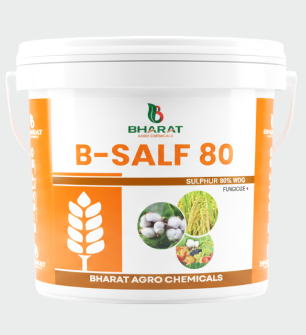 BHARAT
AGRO CHEMICALS
B-SALF 80
SULPHUR 80% WDG
FUNGICIDE +
BHARAT AGRO CHEMICALS